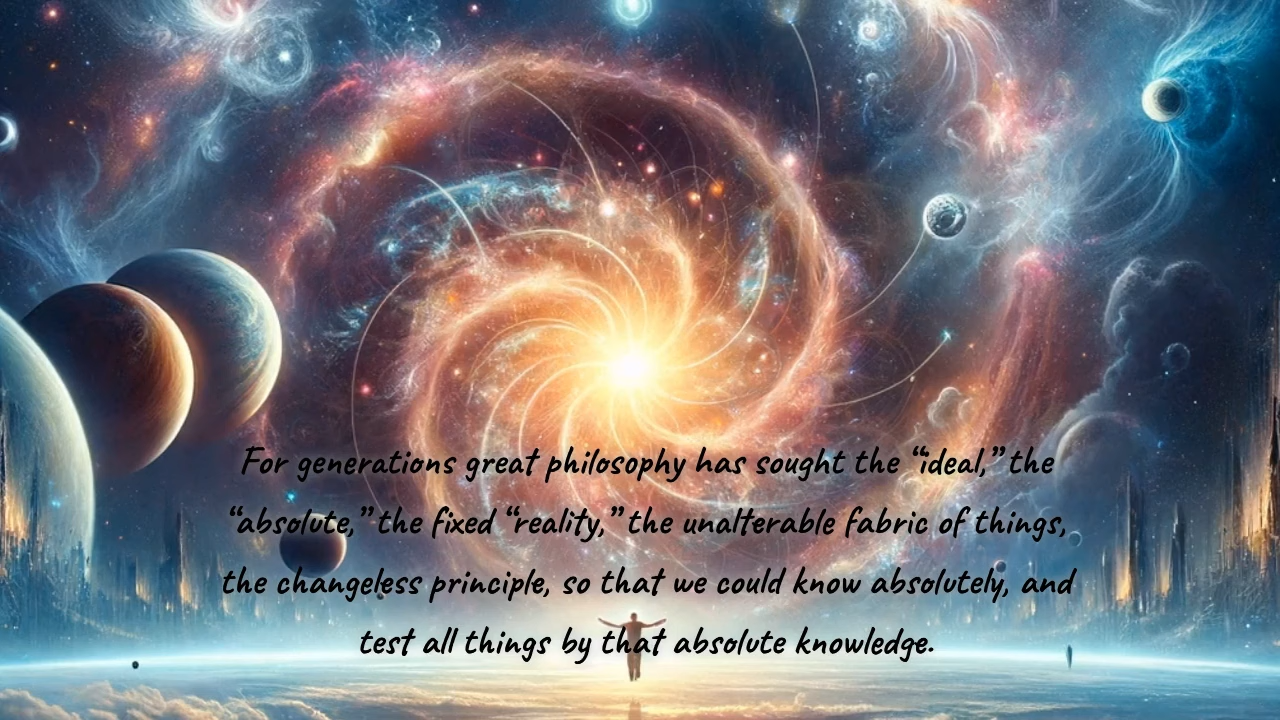 For generations great philosophy has sought the “ideal,” the
“absolute,” the fixed “reality,” the unalterable fabric of things,
the changeless principle, so that we could know absolutely, and
test all things by that absolute knowledge.